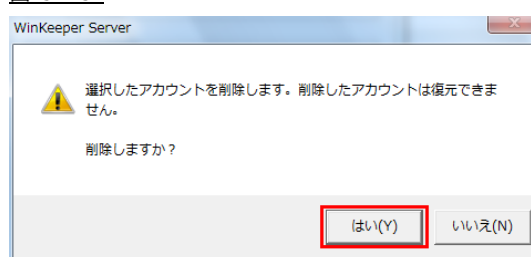 WinKeeper Server
選択したアカウントを削除します。削除したアカウントは復元できま
せん。
削除しますか？
はい(Y)
いいえ(N)